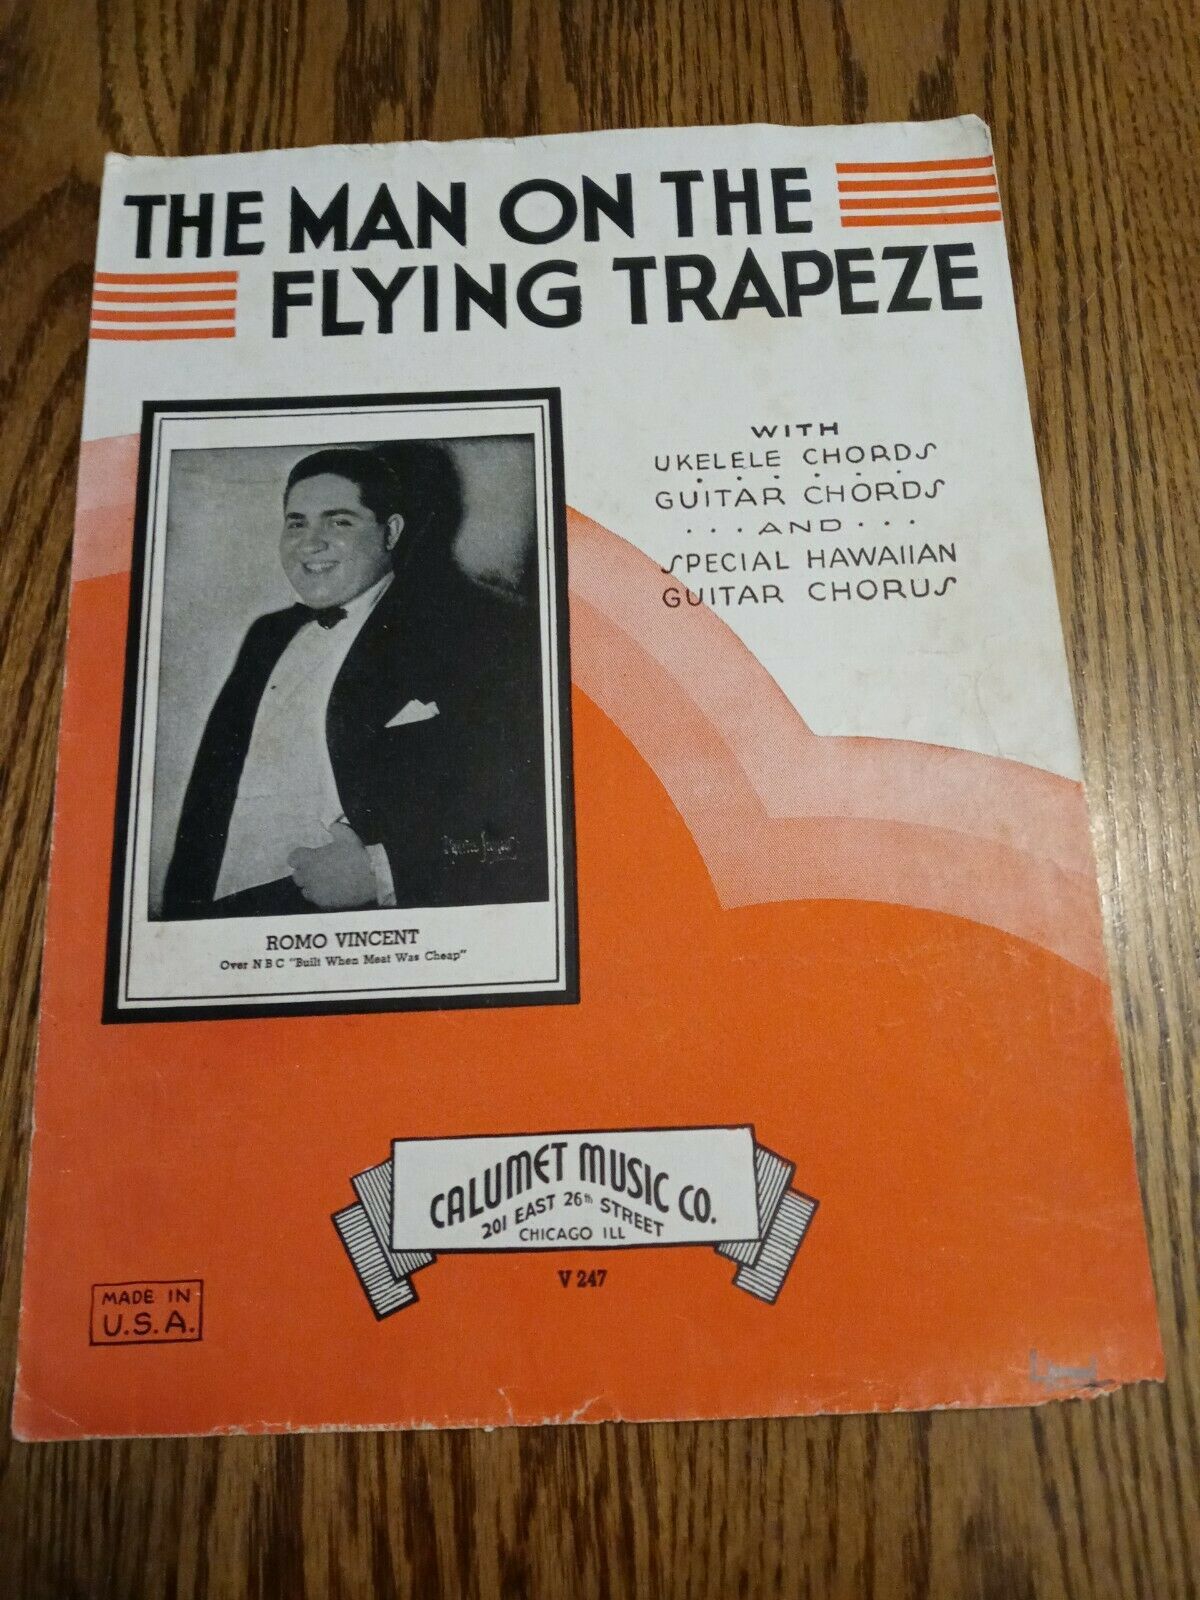 THE MAN ON THE
FLYING TRAPEZE
WITH
UKELELE CHORDS
GUITAR CHORDS
...AND...
SPECIAL HAWAIIAN
GUITAR CHORUS
ROMO VINCENT
Over NBC "Built When Meat Was Cheap"
CALUMET MUSIC CO.
201 EAST 26th STREET
CHICAGO ILL
V 247
MADE IN
U.S.A.